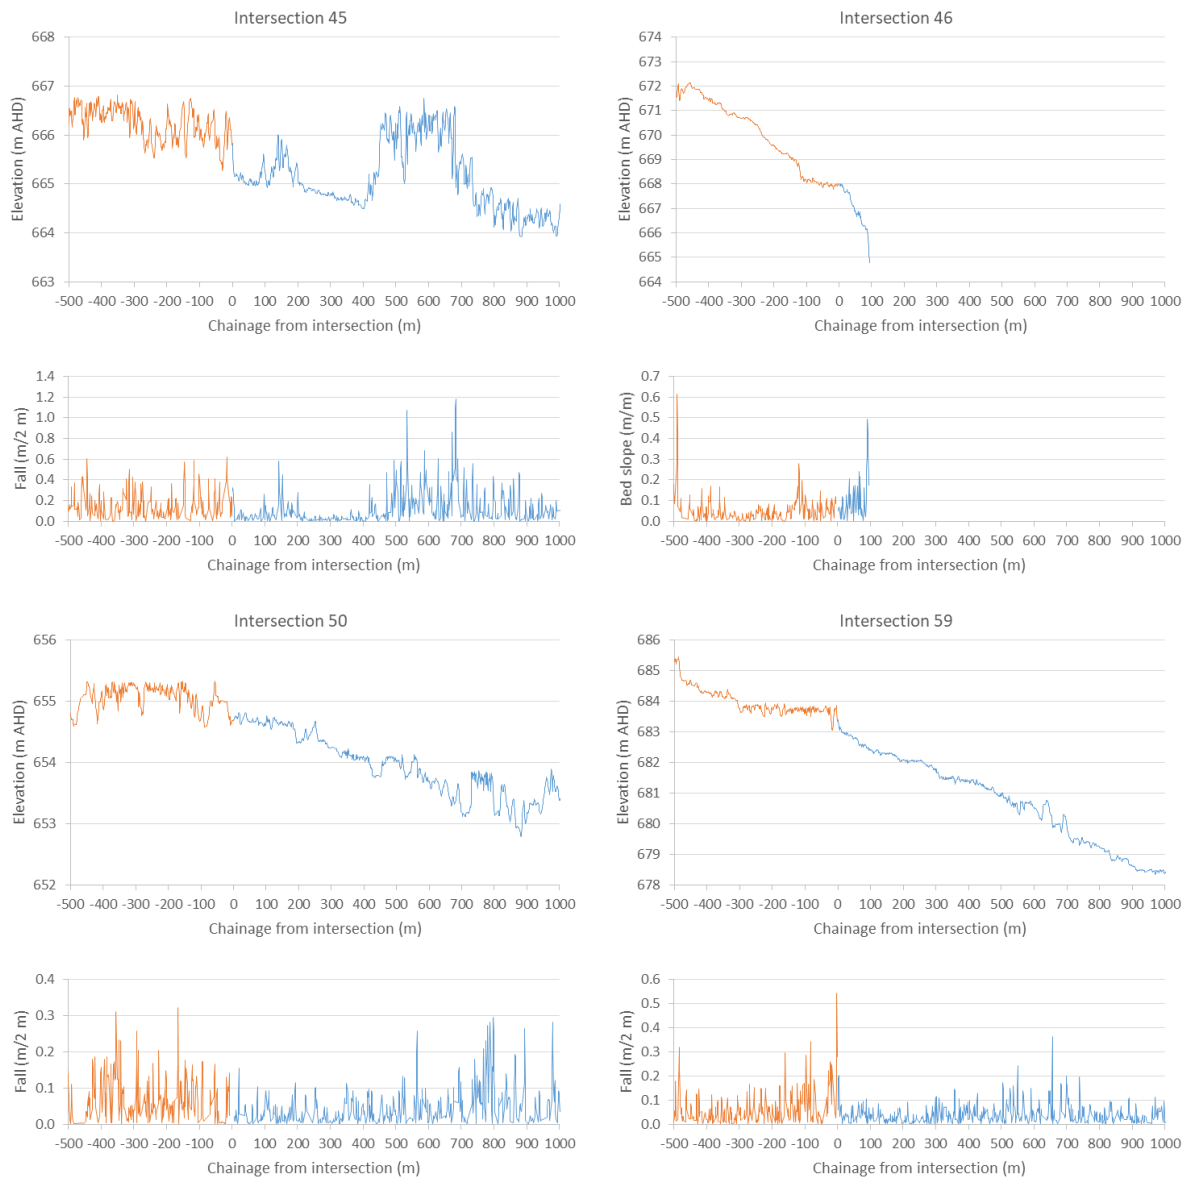 Intersection 45
Elevation (m AHD)
668
667
666
665
664
663
-500 -400 -300 -200 -100 0 100 200 300 400 500 600 700 800 900 1000
Chainage from intersection (m)
Intersection 46
Elevation (m AHD)
674
673
672
671
670
669
668
667
666
665
664
-500 -400 -300 -200 -100 0 100 200 300 400 500 600 700 800 900 1000
Chainage from intersection (m)
Fall (m/2 m)
1.4
1.2
1.0
0.8
0.6
0.4
0.2
0.0
-500 -400 -300 -200 -100 0 100 200 300 400 500 600 700 800 900 1000
Chainage from intersection (m)
Bed slope (m/m)
0.7
0.6
0.5
0.4
0.3
0.2
0.1
0.0
-500 -400 -300 -200 -100 0 100 200 300 400 500 600 700 800 900 1000
Chainage from intersection (m)
Intersection 50
Elevation (m AHD)
656
655
654
653
652
-500 -400 -300 -200 -100 0 100 200 300 400 500 600 700 800 900 1000
Chainage from intersection (m)
Intersection 59
Elevation (m AHD)
686
685
684
683
682
681
680
679
678
-500 -400 -300 -200 -100 0 100 200 300 400 500 600 700 800 900 1000
Chainage from intersection (m)
Fall (m/2 m)
0.4
0.3
0.2
0.1
0.0
-500 -400 -300 -200 -100 0 100 200 300 400 500 600 700 800 900 1000
Chainage from intersection (m)
Fall (m/2 m)
0.6
0.5
0.4
0.3
0.2
0.1
0.0
-500 -400 -300 -200 -100 0 100 200 300 400 500 600 700 800 900 1000
Chainage from intersection (m)